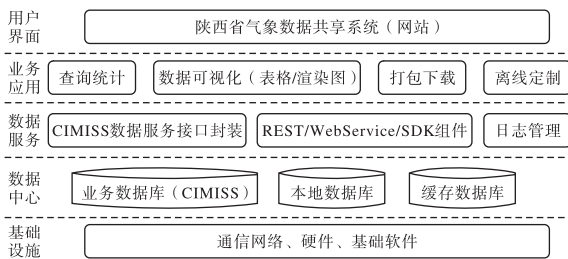 用户
界面
陕西省气象数据共享系统（网站）
业务
应用
查询统计
数据可视化（表格/渲染图）
打包下载
离线定制
数据
服务
CIMISS数据服务接口封装
REST/WebService/SDK组件
日志管理
数据
中心
业务数据库（CIMISS）
本地数据库
缓存数据库
基础
设施
通信网络、硬件、基础软件